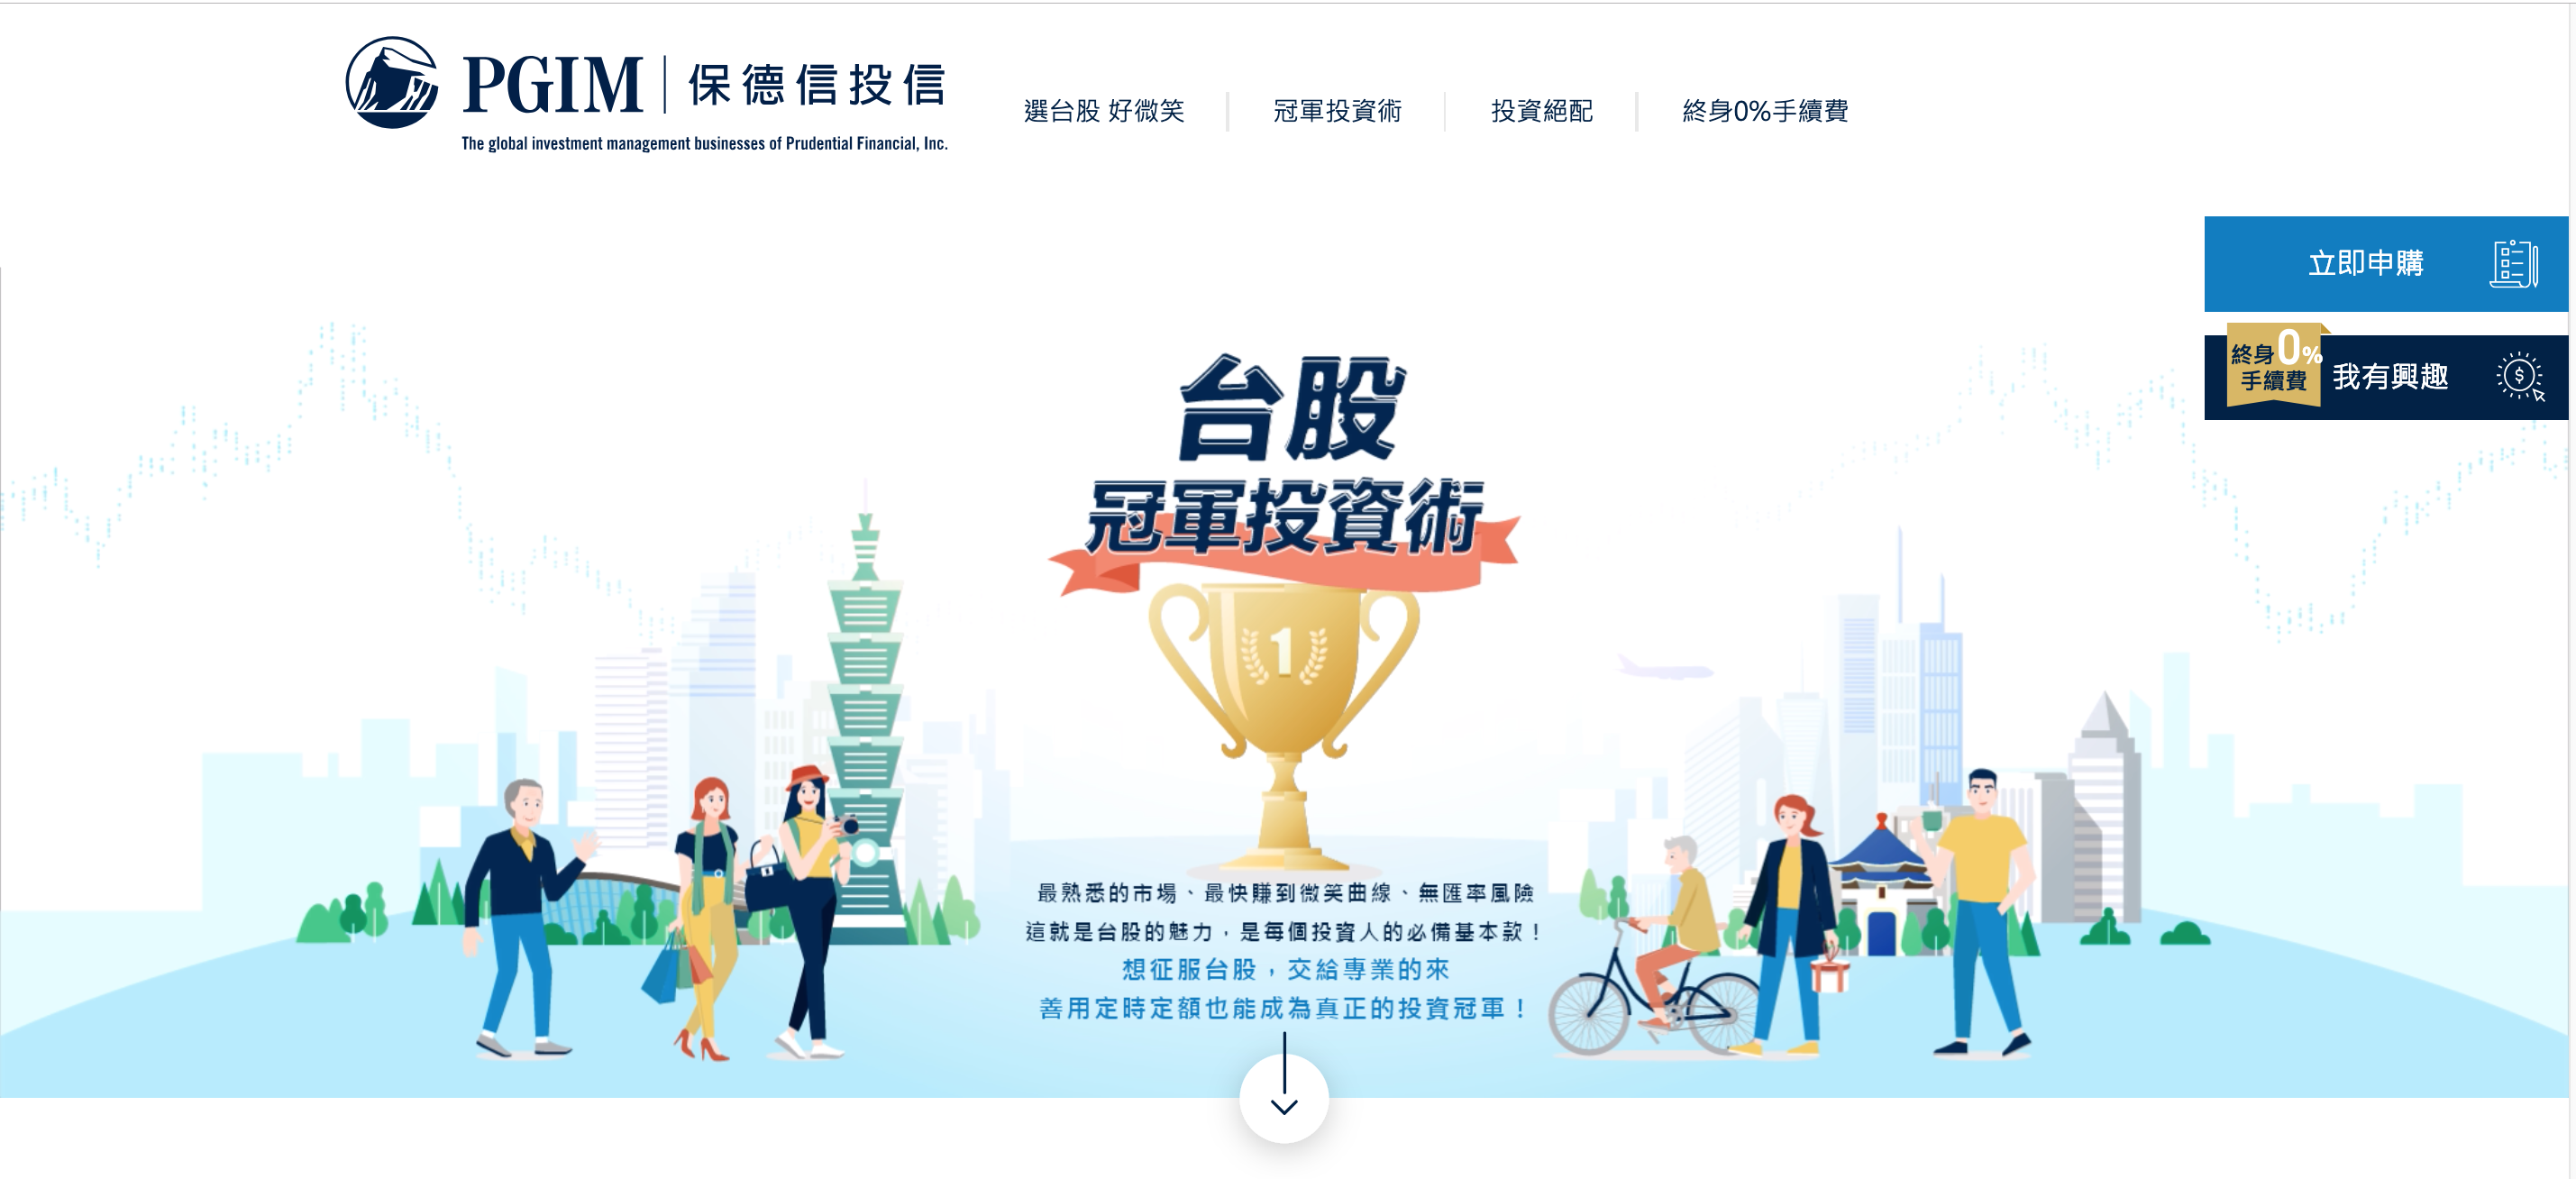 PGIM 保德信投信
The global investment management businesses of Prudential Financial, Inc.
選台股 好微笑
冠軍投資術
投資絕配
終身0%手續費
立即申購
終身0%
手續費
我有興趣
台股
冠軍投資術
1
最熟悉的市場、最快賺到微笑曲線、無匯率風險
這就是台股的魅力，是每個投資人的必備基本款！
想征服台股，交給專業的來
善用定時定額也能成為真正的投資冠軍！